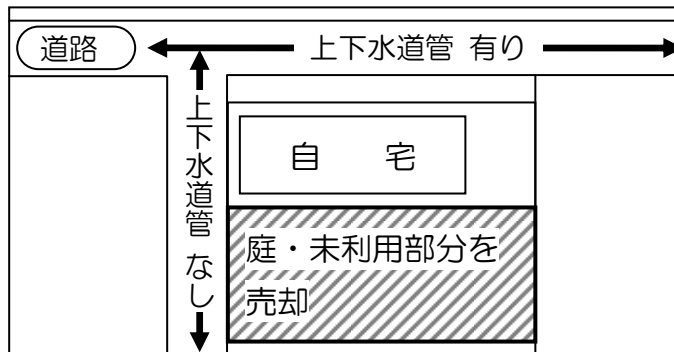 道路
上下水道管 有り
上下水道管 なし
自 宅
庭・未利用部分を
売却